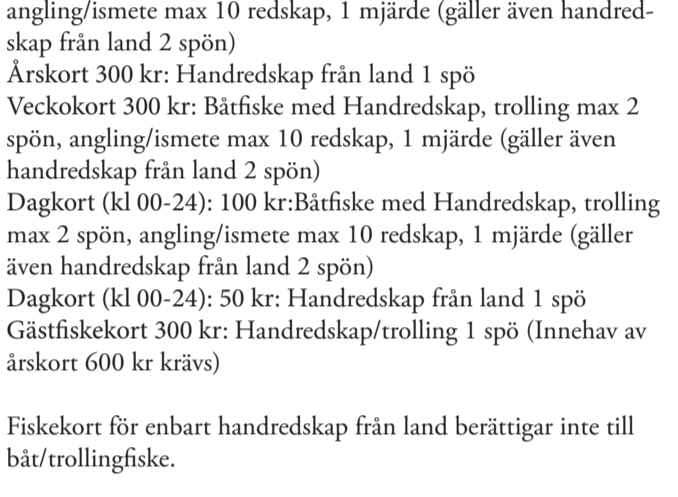 angling/ismete max 10 redskap, 1 mjärde (gäller även handred-
skap från land 2 spön)
Årskort 300 kr: Handredskap från land 1 spö
Veckokort 300 kr: Båtfiske med Handredskap, trolling max 2
spön, angling/ismete max 10 redskap, 1 mjärde (gäller även
handredskap från land 2 spön)
Dagkort (kl 00-24): 100 kr:Båtfiske med Handredskap, trolling
max 2 spön, angling/ismete max 10 redskap, 1 mjärde (gäller
även handredskap från land 2 spön)
Dagkort (kl 00-24): 50 kr: Handredskap från land 1 spö
Gästfiskekort 300 kr: Handredskap/trolling 1 spö (Innehav av
årskort 600 kr krävs)
Fiskekort för enbart handredskap från land berättigar inte till
båt/trollingfiske.